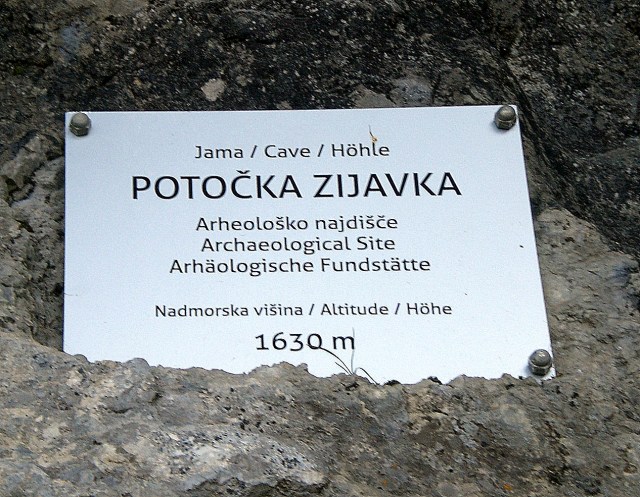 Jama / Cave / Höhle
POTOČKA ZIJAVKA
Arheološko najdišče
Archaeological Site
Arhäologische Fundstätte
Nadmorska višina / Altitude / Höhe
1630 m